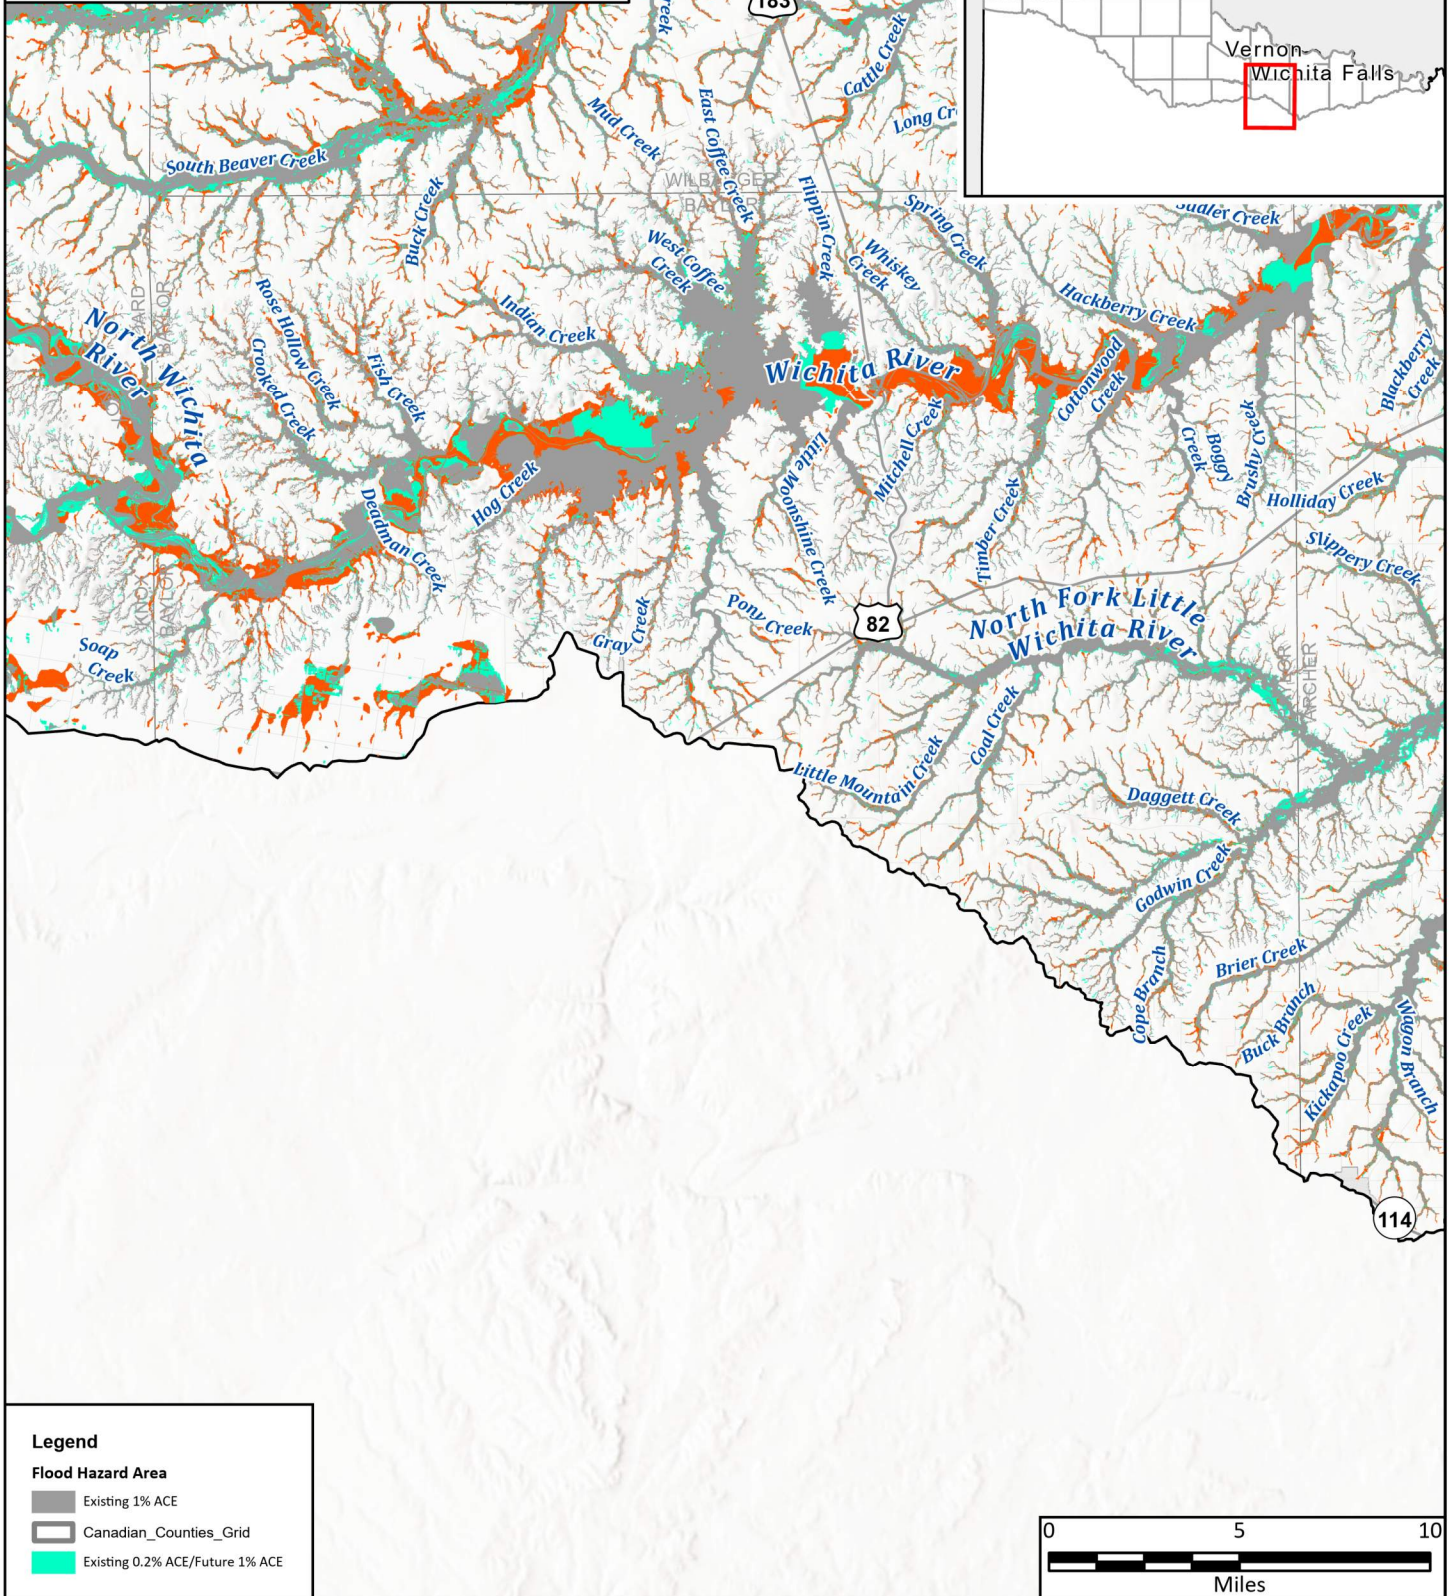 183
reek
Cattle Creek
Vernon
Wichita Falls
Mud Creek
East Coffee Creek
Long Cr
South Beaver Creek
WILBARGER
BAYLOR
Buck Creek
Flippin Creek
Spring Creek
Sadler Creek
West Coffee
Creek
Whiskey
Creek
Rose Hollow Creek
Indian Creek
Hackberry Creek
North Wichita
River
BAYLOR
Crooked Creek
Fish Creek
Wichita River
Cottonwood
Creek
Blackberry
Creek
Little Moonshine Creek
Mitchell Creek
Boggy
Creek
Brushy Creek
Hog Creek
Deadman Creek
Timber Creek
Holliday Creek
Slippery Creek
KNOX
BAYLOR
Soap
Creek
Gray Creek
Pony Creek
82
North Fork Little
Wichita River
ARCHER
Coal Creek
Little Mountain Creek
Daggett Creek
Godwin Creek
Cope Branch
Brier Creek
Buck Branch
Kickapoo Creek
Wagon Branch
114
Legend
Flood Hazard Area
Existing 1% ACE
Canadian_Counties_Grid
Existing 0.2% ACE/Future 1% ACE
0 5 10
Miles